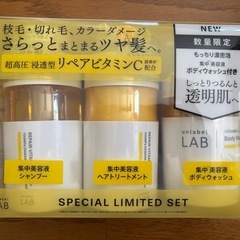 枝毛・切れ毛、カラーダメージ
さらっとまとまるツヤ髪へ。
超高圧 浸透型 リペアビタミンC 配合
NEW
数量限定
もっちり濃密泡
集中美容液
ボディウォッシュ付き
しっとりつるんと
透明肌に
unlabel
LAB
集中美容液
シャンプー
集中美容液
ヘアトリートメント
集中美容液
ボディウォッシュ
LAB
SPECIAL LIMITED SET